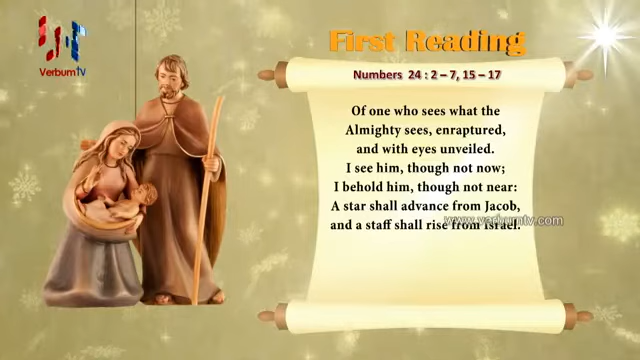 VerbumTV
First Reading
Numbers 24 : 2 – 7, 15 – 17
Of one who sees what the
Almighty sees, enraptured,
and with eyes unveiled.
I see him, though not now;
I behold him, though not near:
A star shall advance from Jacob,
and a staff shall rise from Israel.
www.verbumtv.com